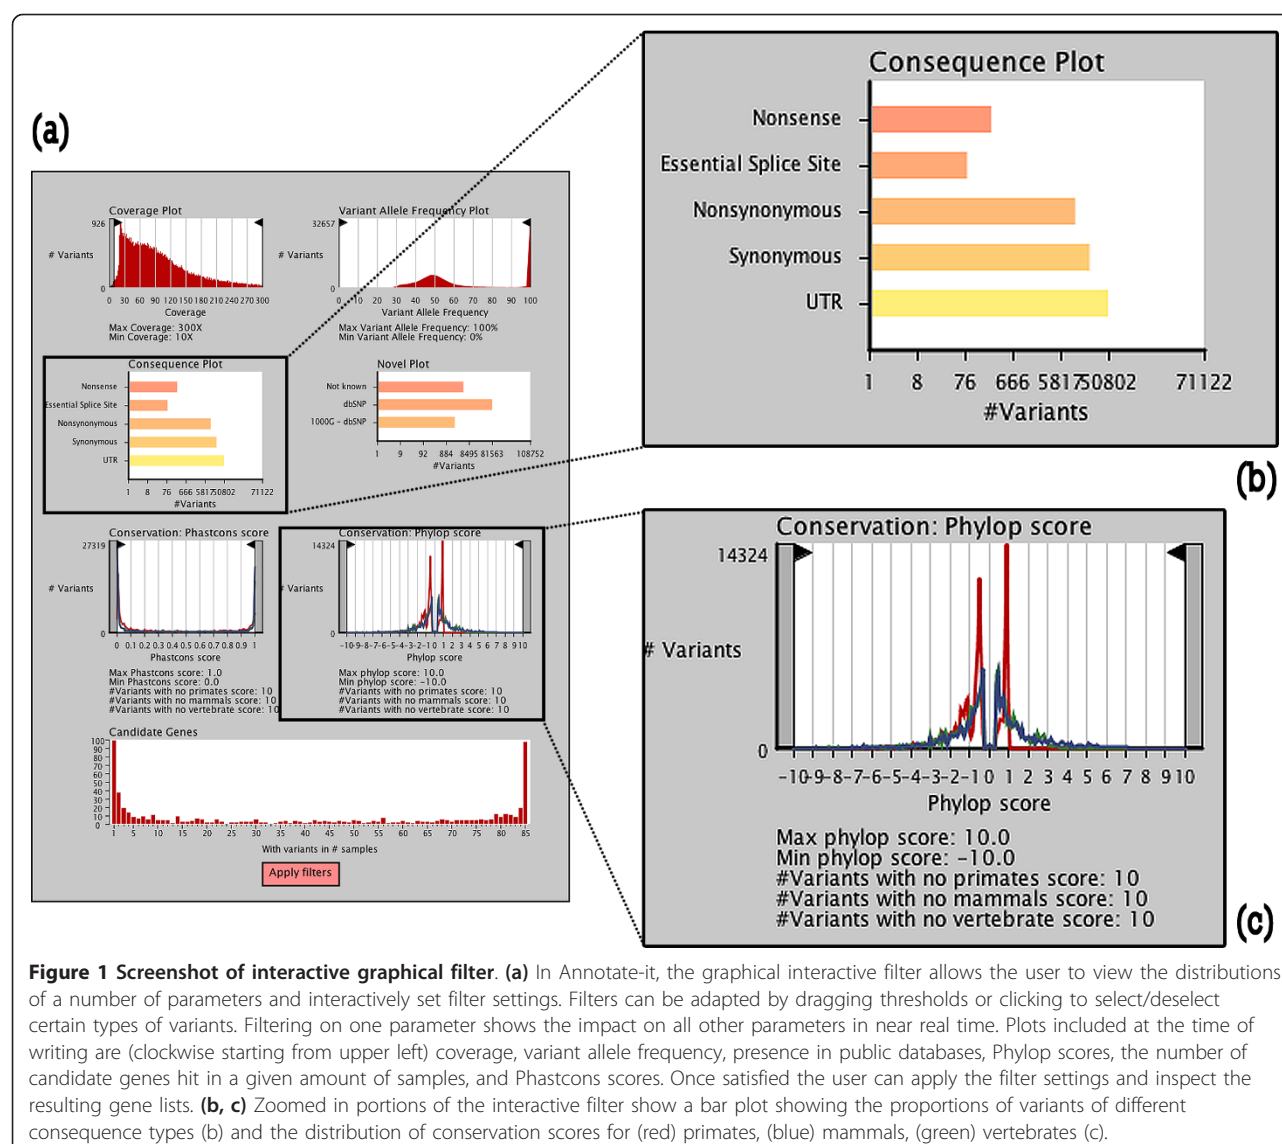 (a)
Coverage Plot
926
# Variants
0
0 30 60 90 120 150 180 210 240 270 300
Coverage
Max Coverage: 300X
Min Coverage: 10X
Variant Allele Frequency Plot
32657
# Variants
0
0 10 20 30 40 50 60 70 80 90 100
Variant Allele Frequency
Max Variant Allele Frequency: 100%
Min Variant Allele Frequency: 0%
Consequence Plot
Nonsense
Essential Splice Site
Nonsynonymous
Synonymous
UTR
1 8 76 666 5817 50802 71122
#Variants
Novel Plot
Not known
dbSNP
1000G - dbSNP
1 9 92 884 8495 81563 108752
#Variants
Conservation: Phastcons score
27319
# Variants
0
0 0.1 0.2 0.3 0.4 0.5 0.6 0.7 0.8 0.9 1
Phastcons score
Max Phastcons score: 1.0
Min Phastcons score: 0.0
#Variants with no primates score: 10
#Variants with no mammals score: 10
#Variants with no vertebrate score: 10
Conservation: Phylop score
14324
# Variants
0
-10-9-8-7-6-5-4-3-2-1 0 1 2 3 4 5 6 7 8 9 10
Phylop score
Max phylop score: 10.0
Min phylop score: -10.0
#Variants with no primates score: 10
#Variants with no mammals score: 10
#Variants with no vertebrate score: 10
Candidate Genes
100
90
80
70
60
50
40
30
20
10
0
1 5 10 15 20 25 30 35 40 45 50 55 60 65 70 75 80 85
With variants in # samples
Apply filters
Consequence Plot
Nonsense
Essential Splice Site
Nonsynonymous
Synonymous
UTR
1 8 76 666 5817 50802 71122
#Variants
(b)
Conservation: Phylop score
14324
# Variants
0
-10-9-8-7-6-5-4-3-2-1 0 1 2 3 4 5 6 7 8 9 10
Phylop score
Max phylop score: 10.0
Min phylop score: -10.0
#Variants with no primates score: 10
#Variants with no mammals score: 10
#Variants with no vertebrate score: 10
(c)
Figure 1 Screenshot of interactive graphical filter. (a) In Annotate-it, the graphical interactive filter allows the user to view the distributions
of a number of parameters and interactively set filter settings. Filters can be adapted by dragging thresholds or clicking to select/deselect
certain types of variants. Filtering on one parameter shows the impact on all other parameters in near real time. Plots included at the time of
writing are (clockwise starting from upper left) coverage, variant allele frequency, presence in public databases, Phylop scores, the number of
candidate genes hit in a given amount of samples, and Phastcons scores. Once satisfied the user can apply the filter settings and inspect the
resulting gene lists. (b, c) Zoomed in portions of the interactive filter show a bar plot showing the proportions of variants of different
consequence types (b) and the distribution of conservation scores for (red) primates, (blue) mammals, (green) vertebrates (c).